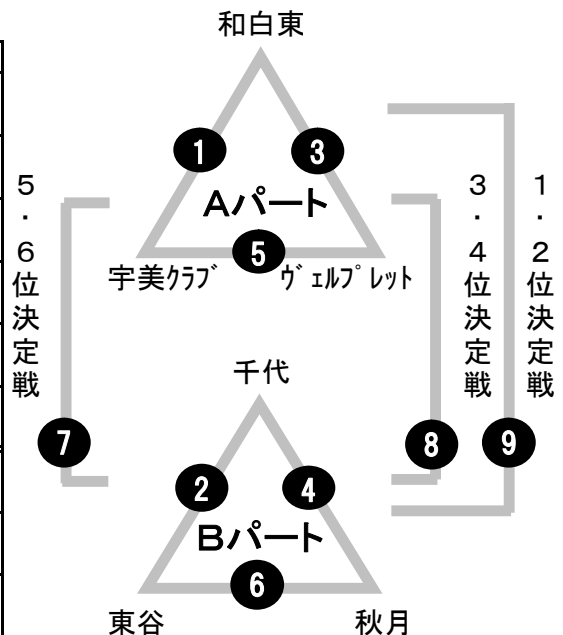 和白東
1
3
Aパート
5
宇美ｸﾗﾌﾞ
ｳﾞｪﾙﾌﾟﾚｯﾄ
5・6位決定戦
3・4位決定戦
1・2位決定戦
千代
7
8
9
2
4
Bパート
6
東谷
秋月